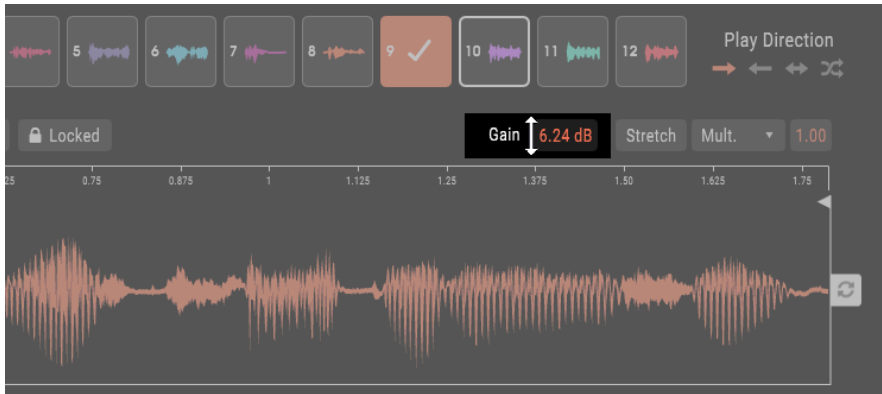 5 6 7 8 9 10 11 12 Play Direction
Locked Gain 6.24 dB Stretch Mult. 1.00
25 0.75 0.875 1 1.125 1.25 1.375 1.50 1.625 1.75